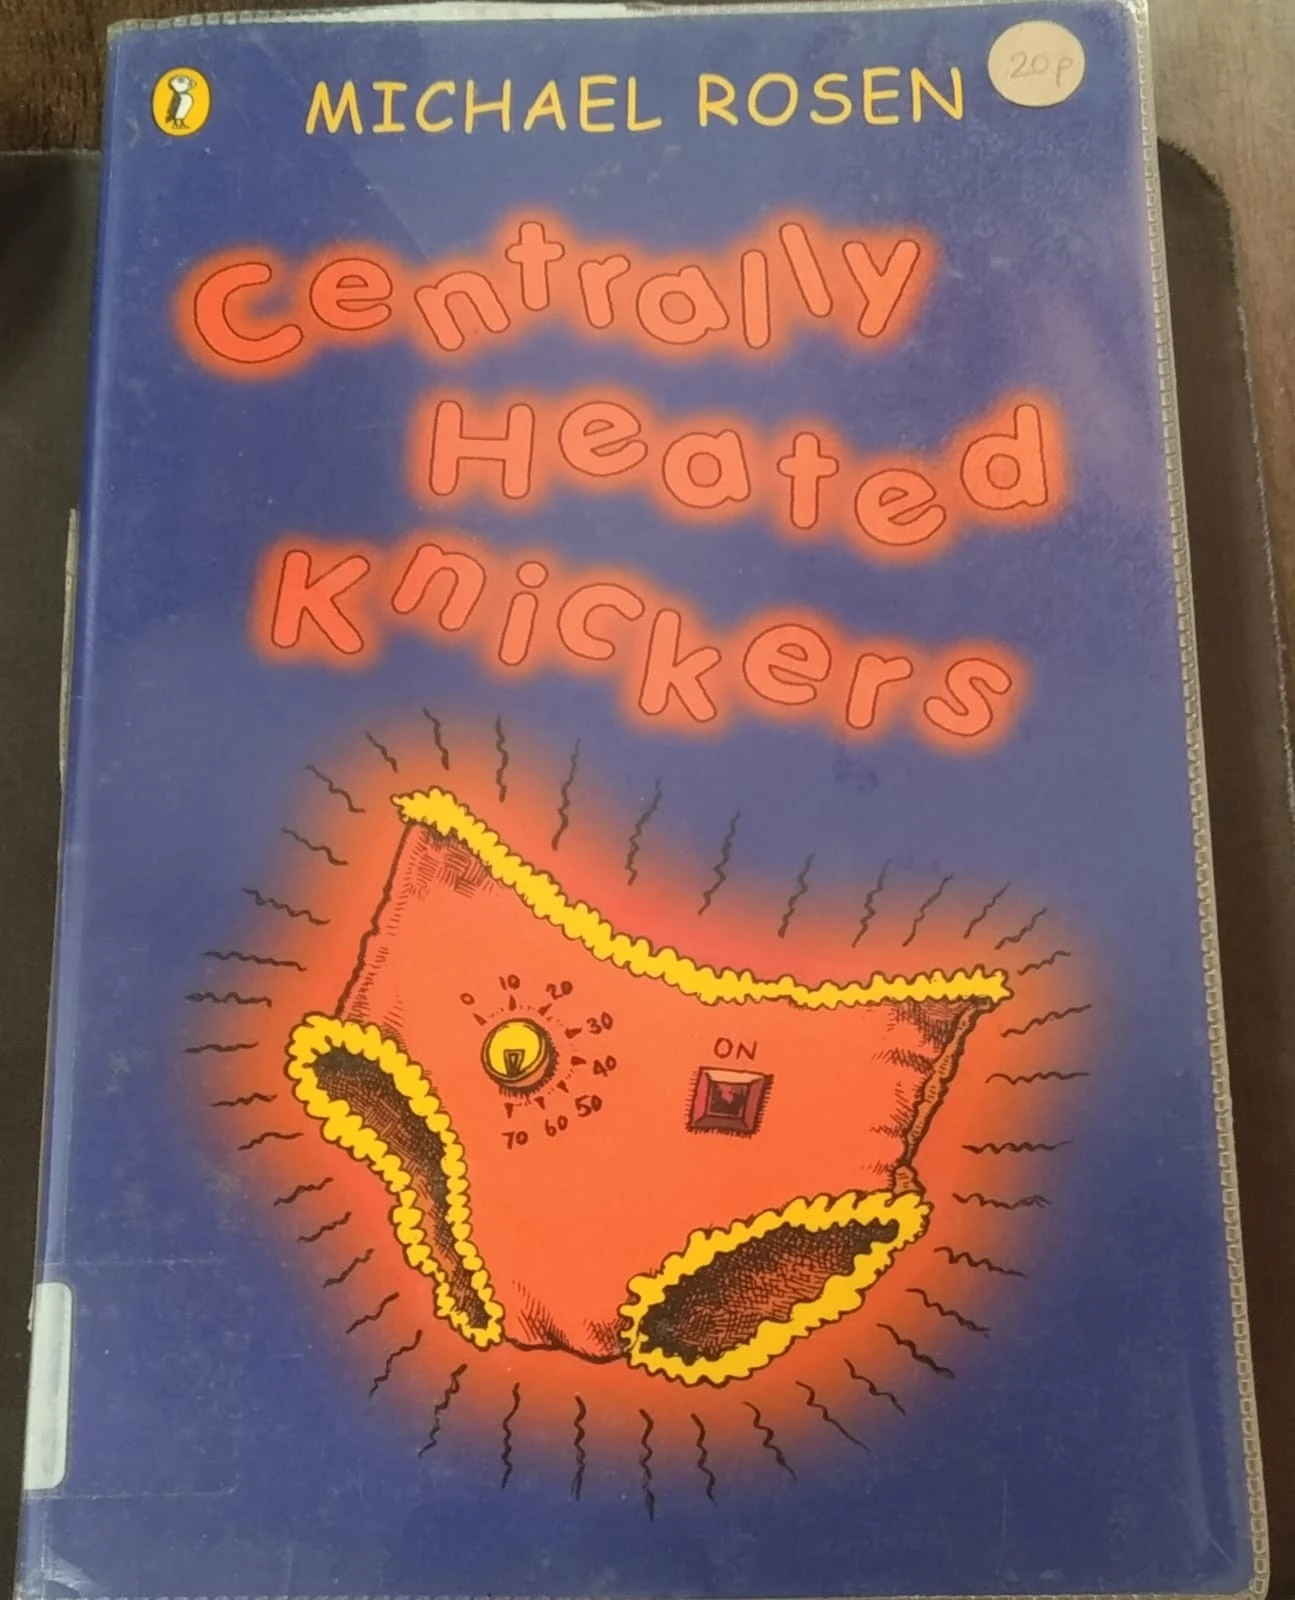 MICHAEL ROSEN
20p
Centrally
Heated
Knickers
0 10 20 30 40 50 60 70
ON